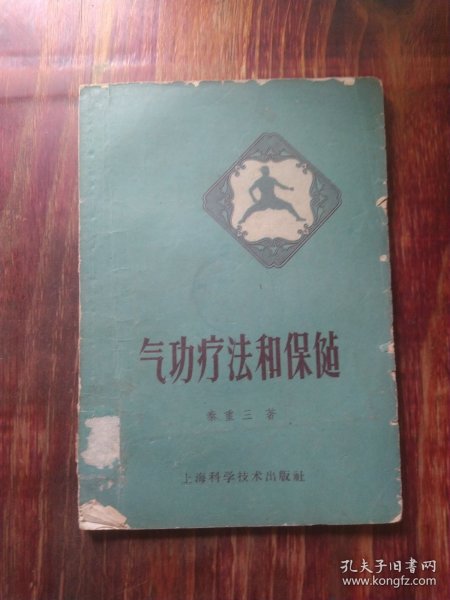 气功疗法和保健
秦重三 著
上海科学技术出版社
孔夫子旧书网
www.kongfz.com